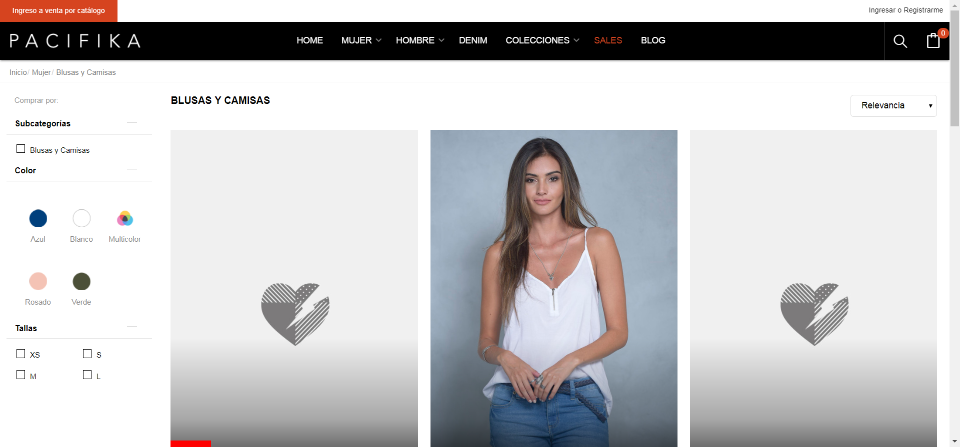 Ingreso a venta por catálogo
Ingresar o Registrarme
PACIFIKA
HOME MUJER HOMBRE DENIM COLECCIONES SALES BLOG
0
Inicio/ Mujer/ Blusas y Camisas
Comprar por:
Subcategorías
Blusas y Camisas
Color
Azul Blanco Multicolor
Rosado Verde
Tallas
XS S
M L
BLUSAS Y CAMISAS
Relevancia